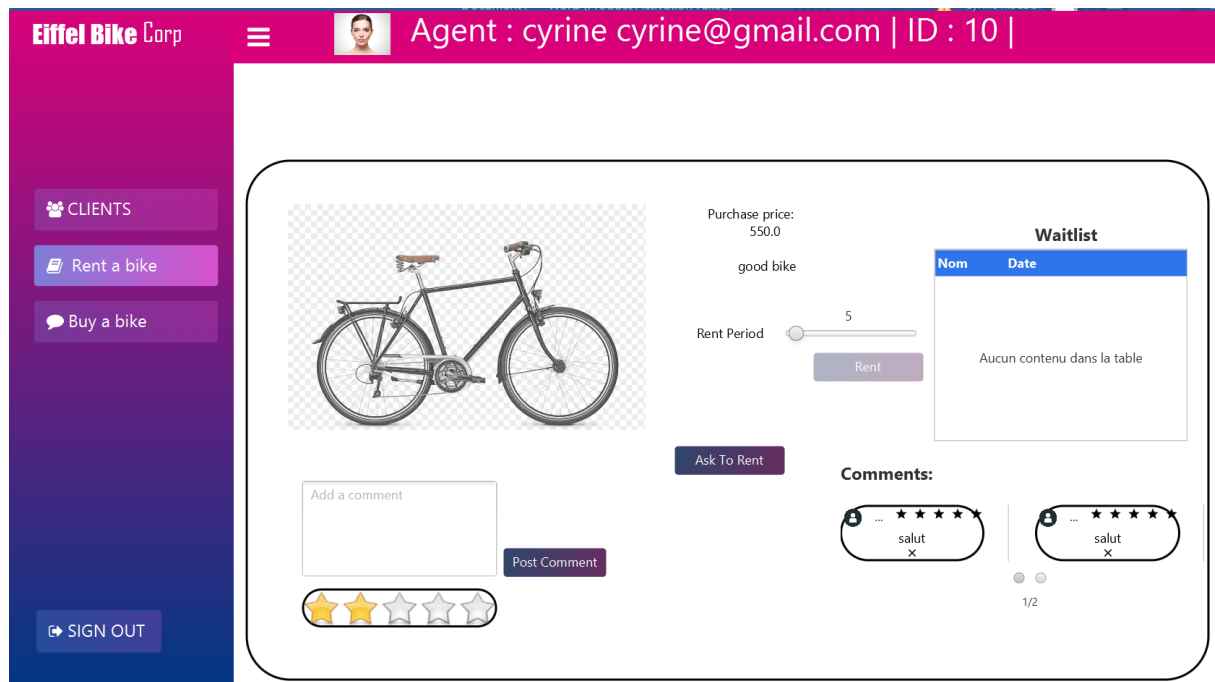 Eiffel Bike Corp
Agent : cyrine cyrine@gmail.com | ID : 10 |
CLIENTS
Rent a bike
Buy a bike
SIGN OUT
Purchase price:
550.0
good bike
Rent Period
5
Rent
Ask To Rent
Waitlist
Nom Date
Aucun contenu dans la table
Add a comment
Post Comment
Comments:
...
salut
...
salut
1/2